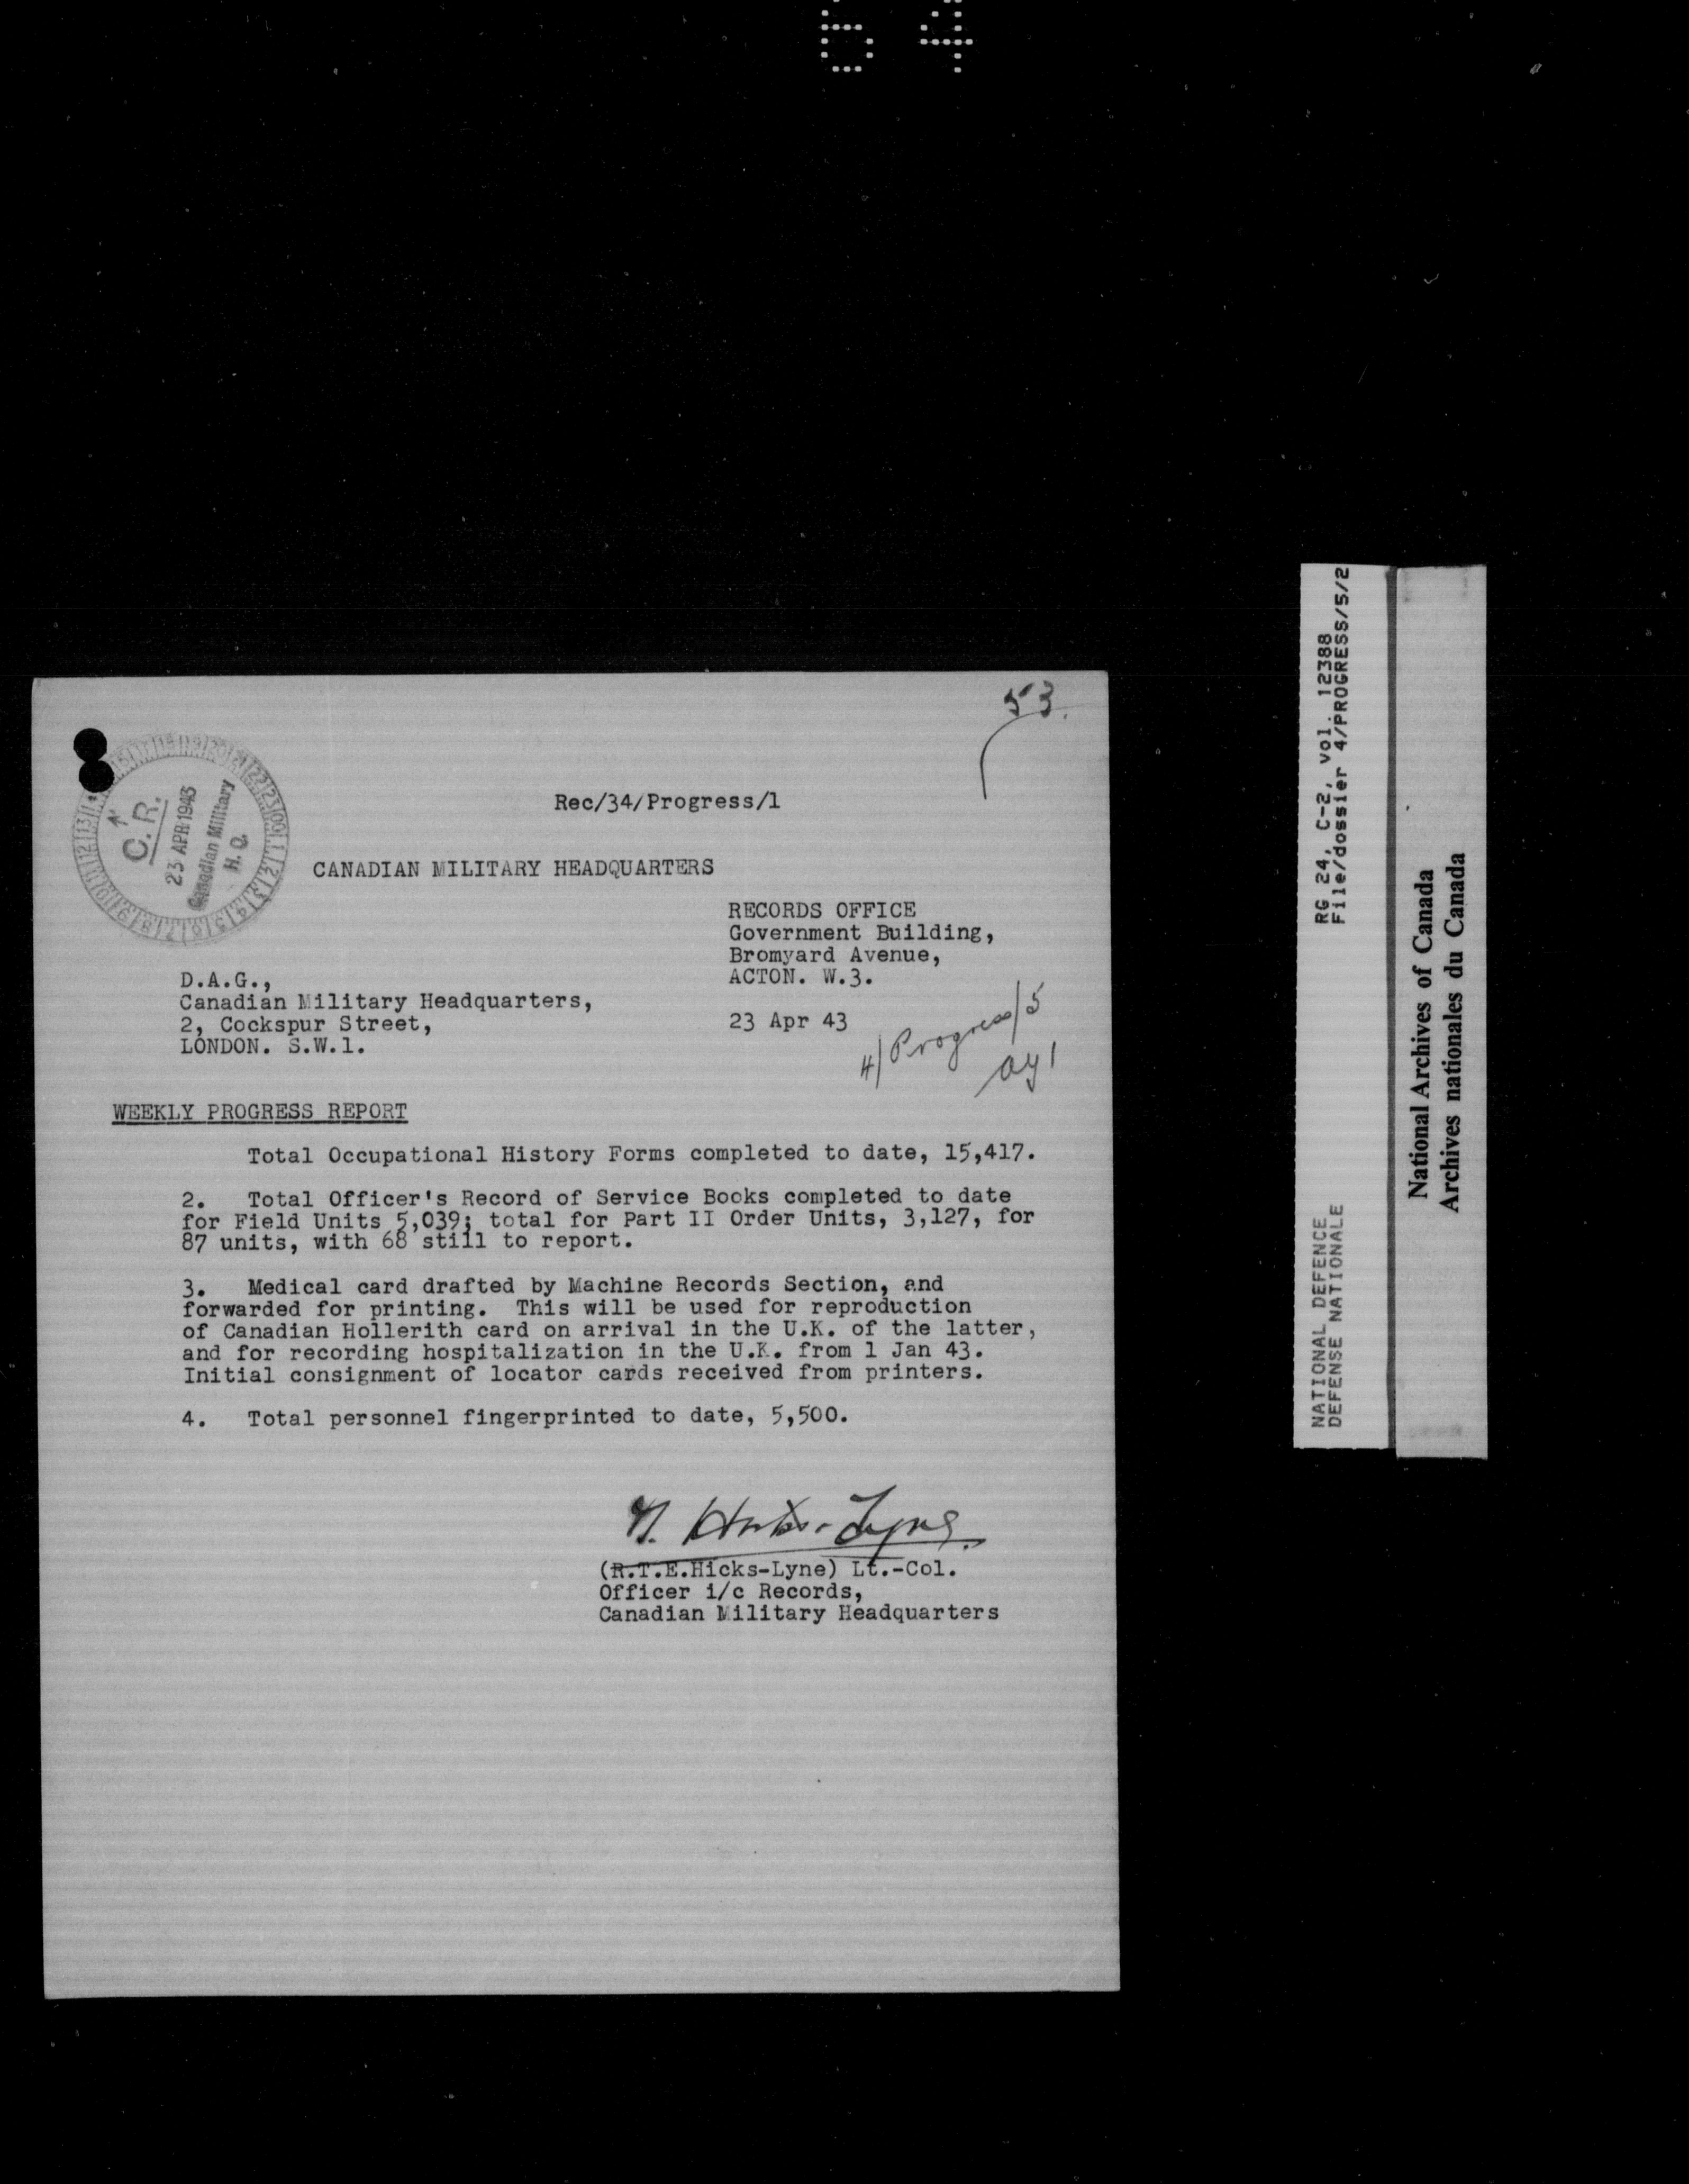 64
53.
C.R.
23 APR 1943
Canadian Military
H.Q.
Rec/34/Progress/1
CANADIAN MILITARY HEADQUARTERS
RECORDS OFFICE
Government Building,
Bromyard Avenue,
ACTON. W.3.
D.A.G.,
Canadian Military Headquarters,
2, Cockspur Street,
LONDON. S.W.1.
23 Apr 43
4/Progress/5
WEEKLY PROGRESS REPORT
Total Occupational History Forms completed to date, 15,417.
2. Total Officer's Record of Service Books completed to date
for Field Units 5,039; total for Part II Order Units, 3,127, for
87 units, with 68 still to report.
3. Medical card drafted by Machine Records Section, and
forwarded for printing. This will be used for reproduction
of Canadian Hollerith card on arrival in the U.K. of the latter,
and for recording hospitalization in the U.K. from 1 Jan 43.
Initial consignment of locator cards received from printers.
4. Total personnel fingerprinted to date, 5,500.
(R.T.E.Hicks-Lyne) Lt.-Col.
Officer i/c Records,
Canadian Military Headquarters
NATIONAL DEFENCE RG 24, C-2, vol. 12388
DEFENSE NATIONALE File/dossier 4/PROGRESS/5/2
National Archives of Canada
Archives nationales du Canada